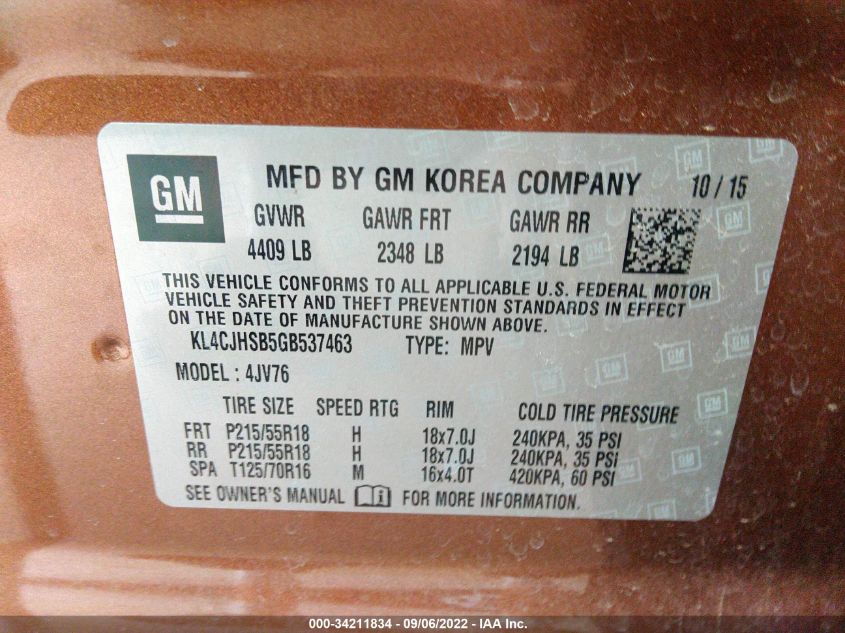 GM MFD BY GM KOREA COMPANY 10 / 15
GVWR GAWR FRT GAWR RR
4409 LB 2348 LB 2194 LB
THIS VEHICLE CONFORMS TO ALL APPLICABLE U.S. FEDERAL MOTOR
VEHICLE SAFETY AND THEFT PREVENTION STANDARDS IN EFFECT
ON THE DATE OF MANUFACTURE SHOWN ABOVE.
KL4CJHSB5GB537463 TYPE: MPV
MODEL : 4JV76
TIRE SIZE SPEED RTG RIM COLD TIRE PRESSURE
FRT P215/55R18 H 18x7.0J 240KPA, 35 PSI
RR P215/55R18 H 18x7.0J 240KPA, 35 PSI
SPA T125/70R16 M 16x4.0T 420KPA, 60 PSI
SEE OWNER'S MANUAL i FOR MORE INFORMATION.
000-34211834 - 09/06/2022 - IAA Inc.